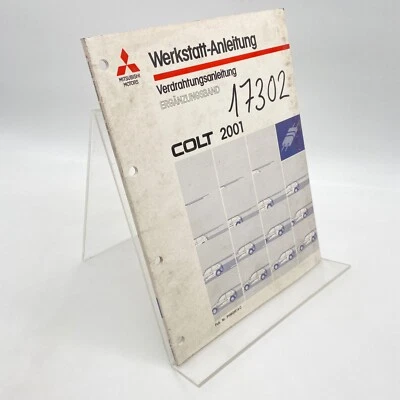 MITSUBISHI
MOTORS
Werkstatt-Anleitung
Verdrahtungsanleitung
ERGÄNZUNGSBAND
17302
COLT 2001